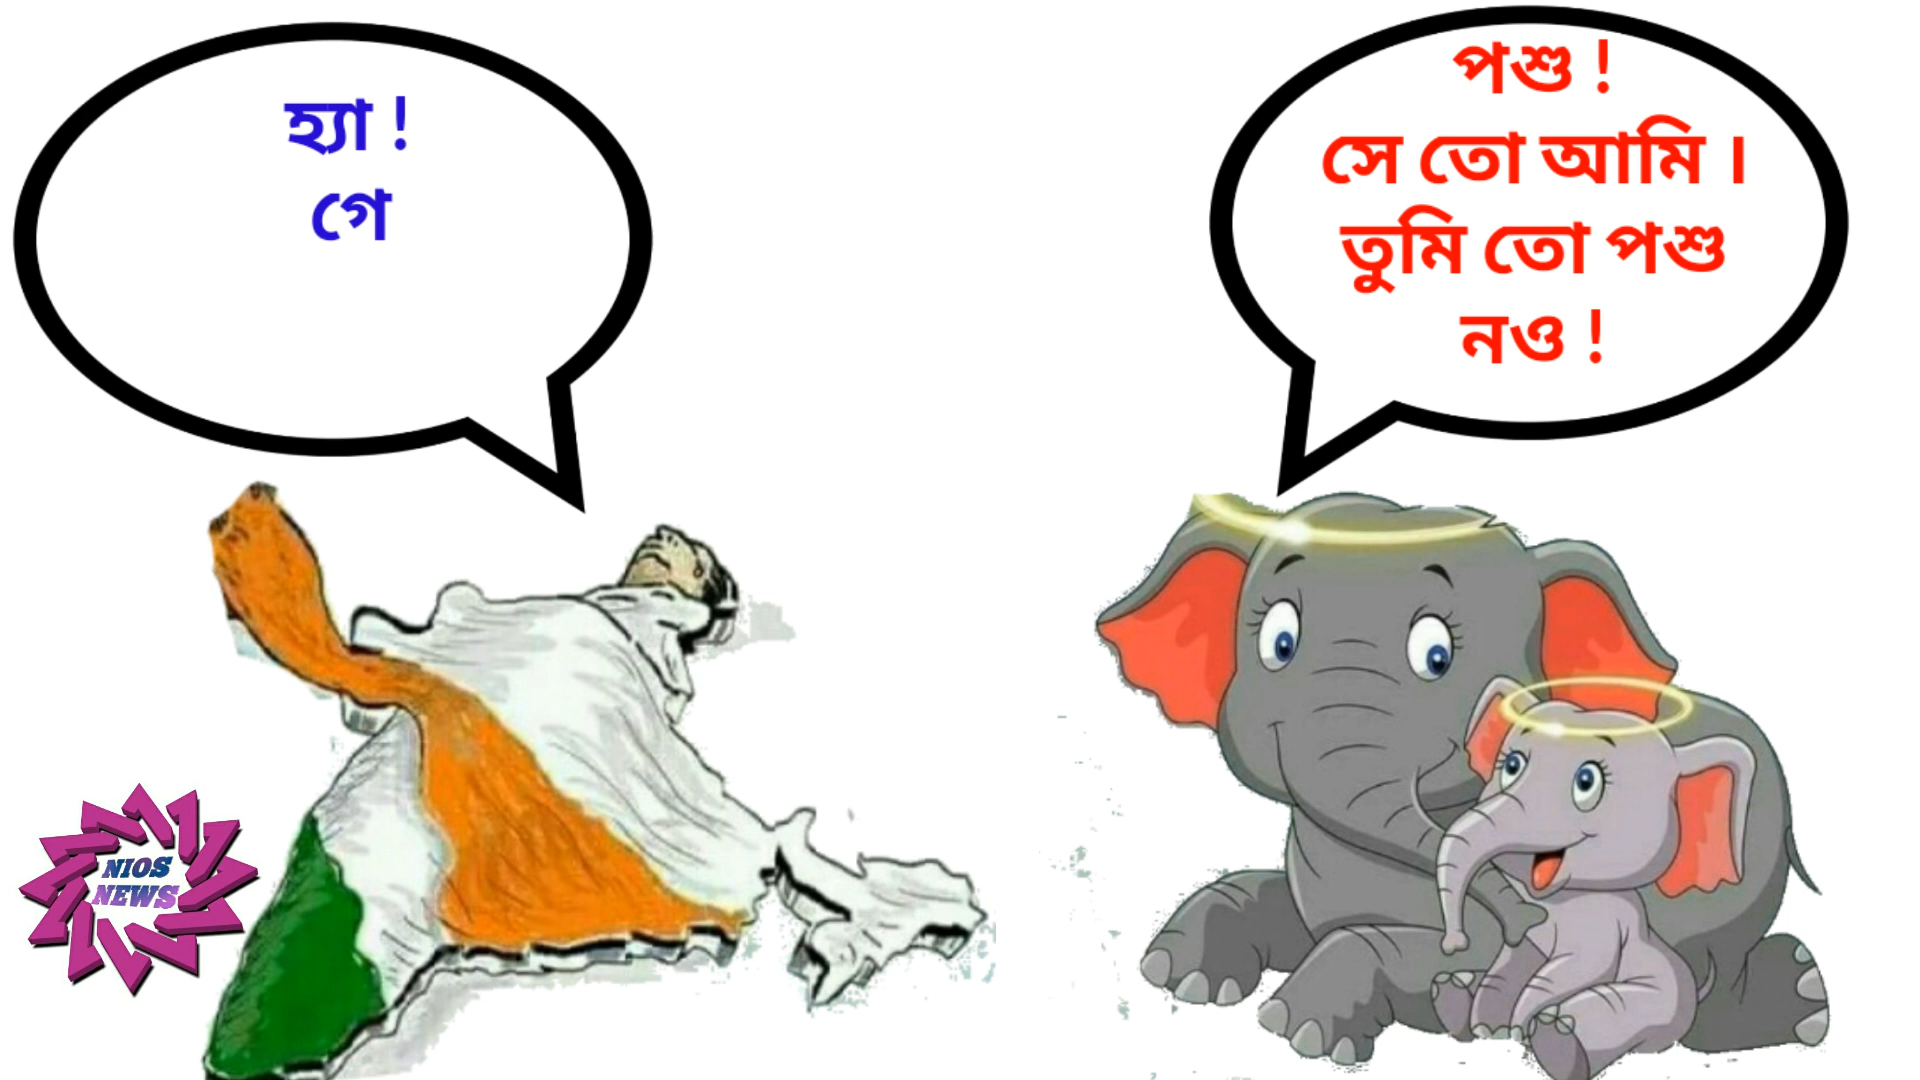 হ্যা !
গে
পশু !
সে তো আমি ।
তুমি তো পশু
নও !
NIOS
NEWS